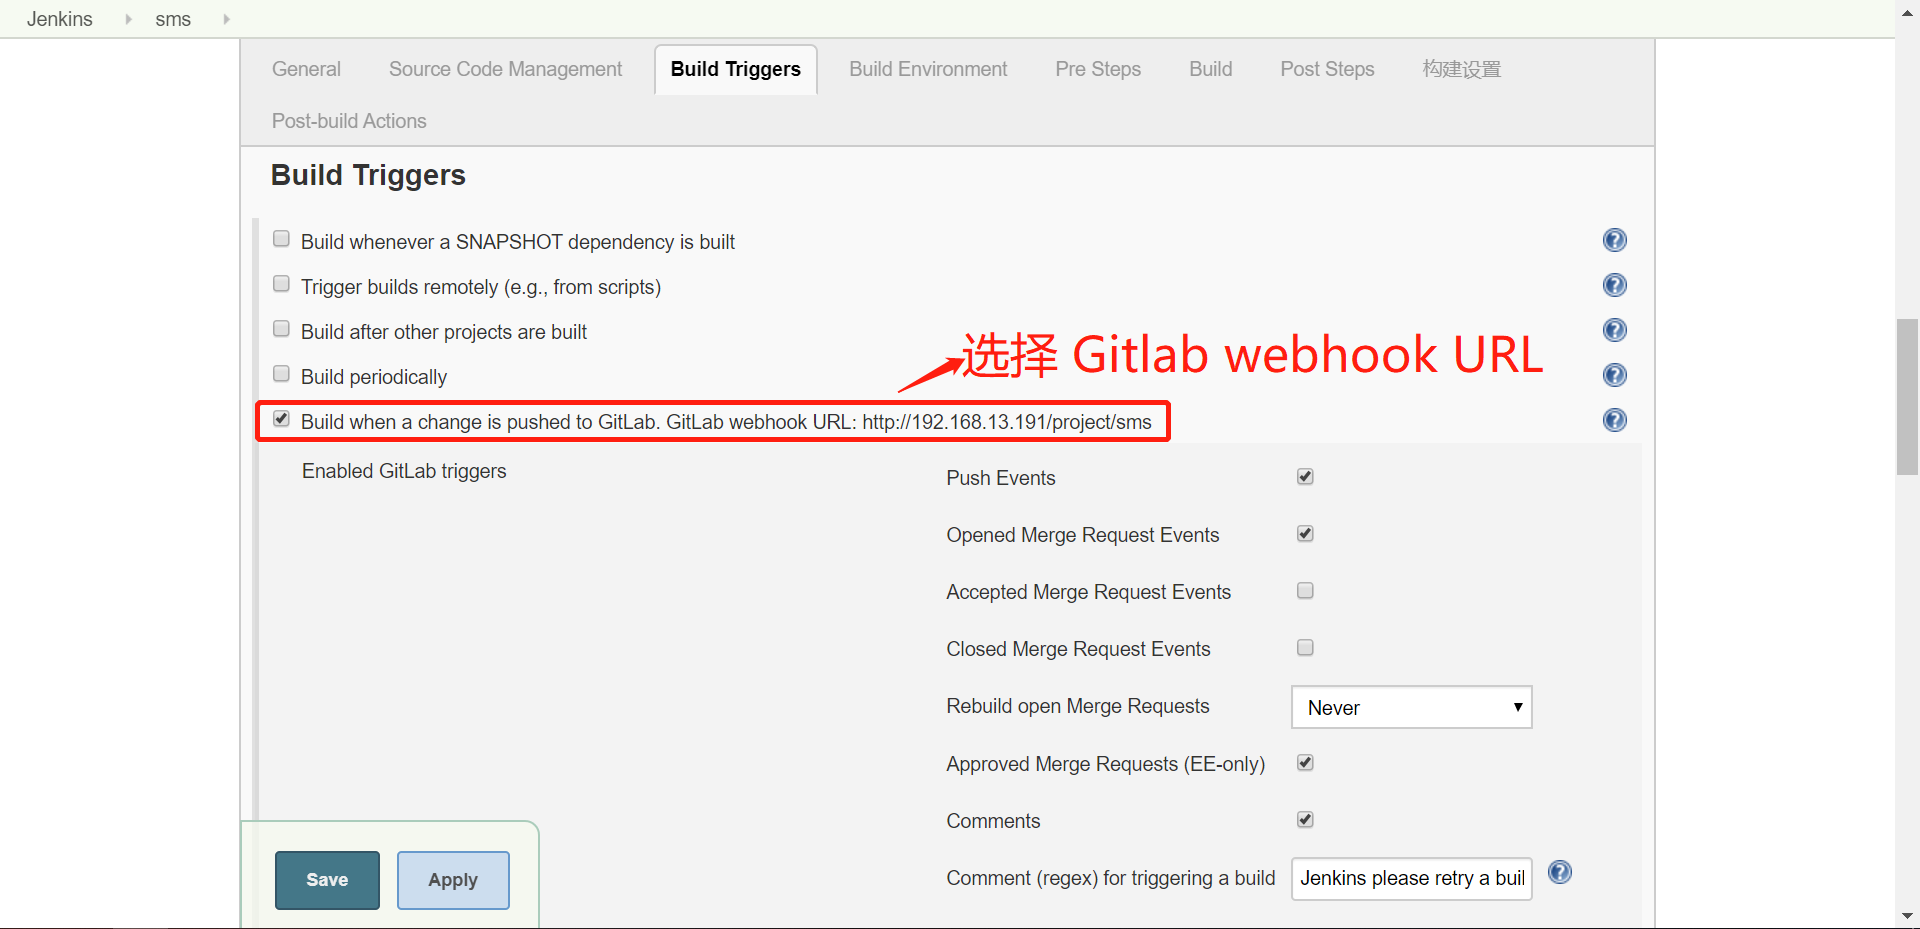 Jenkins sms
General Source Code Management Build Triggers Build Environment Pre Steps Build Post Steps 构建设置
Post-build Actions
Build Triggers
Build whenever a SNAPSHOT dependency is built
Trigger builds remotely (e.g., from scripts)
Build after other projects are built
选择 Gitlab webhook URL
Build periodically
Build when a change is pushed to GitLab. GitLab webhook URL: http://192.168.13.191/project/sms
Enabled GitLab triggers
Push Events
Opened Merge Request Events
Accepted Merge Request Events
Closed Merge Request Events
Rebuild open Merge Requests Never
Approved Merge Requests (EE-only)
Comments
Comment (regex) for triggering a build Jenkins please retry a buil
Save Apply